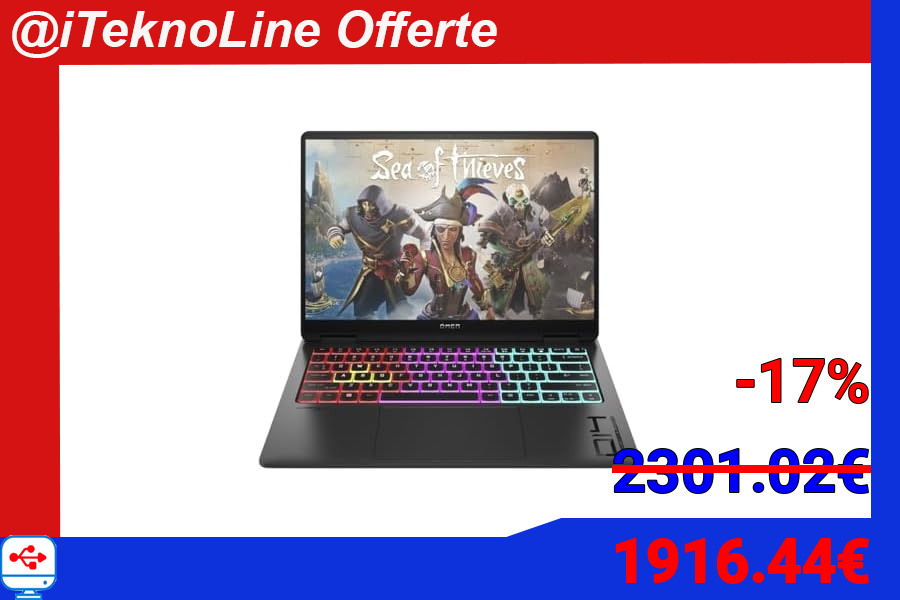 @iTeknoLine Offerte
Sea of Thieves
OMEN
-17%
2301.02€
1916.44€